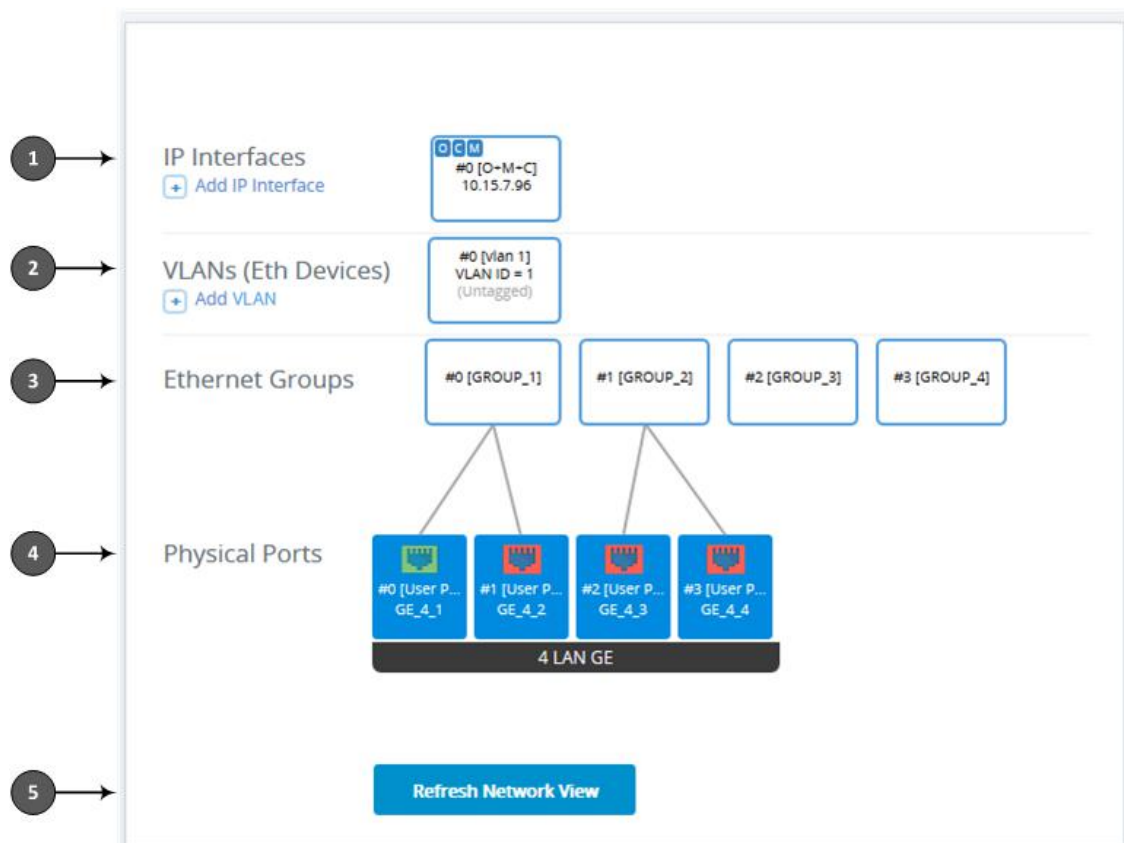 1
IP Interfaces
+ Add IP Interface
O C M
#0 [O+M+C]
10.15.7.96
2
VLANs (Eth Devices)
+ Add VLAN
#0 [vlan 1]
VLAN ID = 1
(Untagged)
3
Ethernet Groups
#0 [GROUP_1]
#1 [GROUP_2]
#2 [GROUP_3]
#3 [GROUP_4]
4
Physical Ports
#0 [User P...
GE_4_1
#1 [User P...
GE_4_2
#2 [User P...
GE_4_3
#3 [User P...
GE_4_4
4 LAN GE
5
Refresh Network View